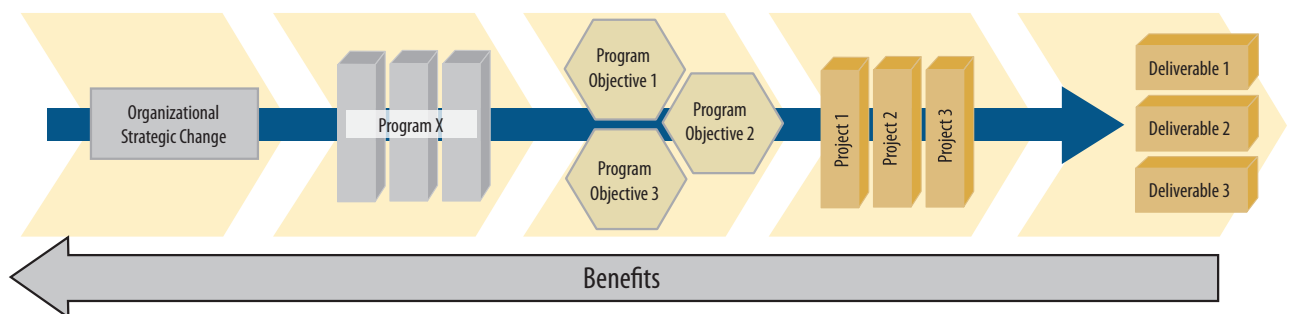 Organizational
Strategic Change
Program X
Program
Objective 1
Program
Objective 2
Program
Objective 3
Project 1
Project 2
Project 3
Deliverable 1
Deliverable 2
Deliverable 3
Benefits